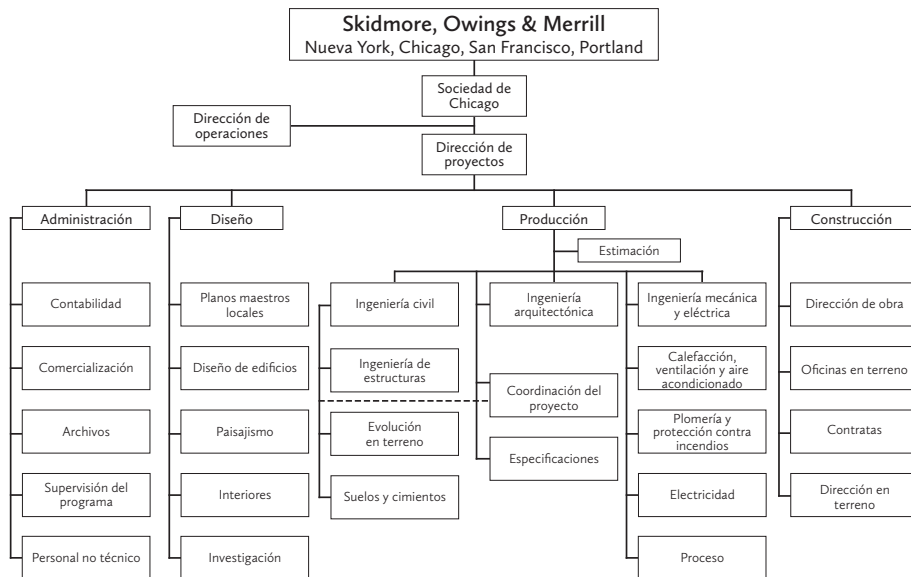 Skidmore, Owings & Merrill
Nueva York, Chicago, San Francisco, Portland
Sociedad de
Chicago
Dirección de
operaciones
Dirección de
proyectos
Administración
Diseño
Producción
Construcción
Estimación
Contabilidad
Planos maestros
locales
Ingeniería civil
Ingeniería
arquitectónica
Ingeniería mecánica
y eléctrica
Dirección de obra
Comercialización
Diseño de edificios
Ingeniería de
estructuras
Coordinación del
proyecto
Calefacción,
ventilación y aire
acondicionado
Oficinas en terreno
Archivos
Paisajismo
Evolución
en terreno
Especificaciones
Plomería y
protección contra
incendios
Contratas
Supervisión del
programa
Interiores
Suelos y cimientos
Electricidad
Dirección en
terreno
Personal no técnico
Investigación
Proceso